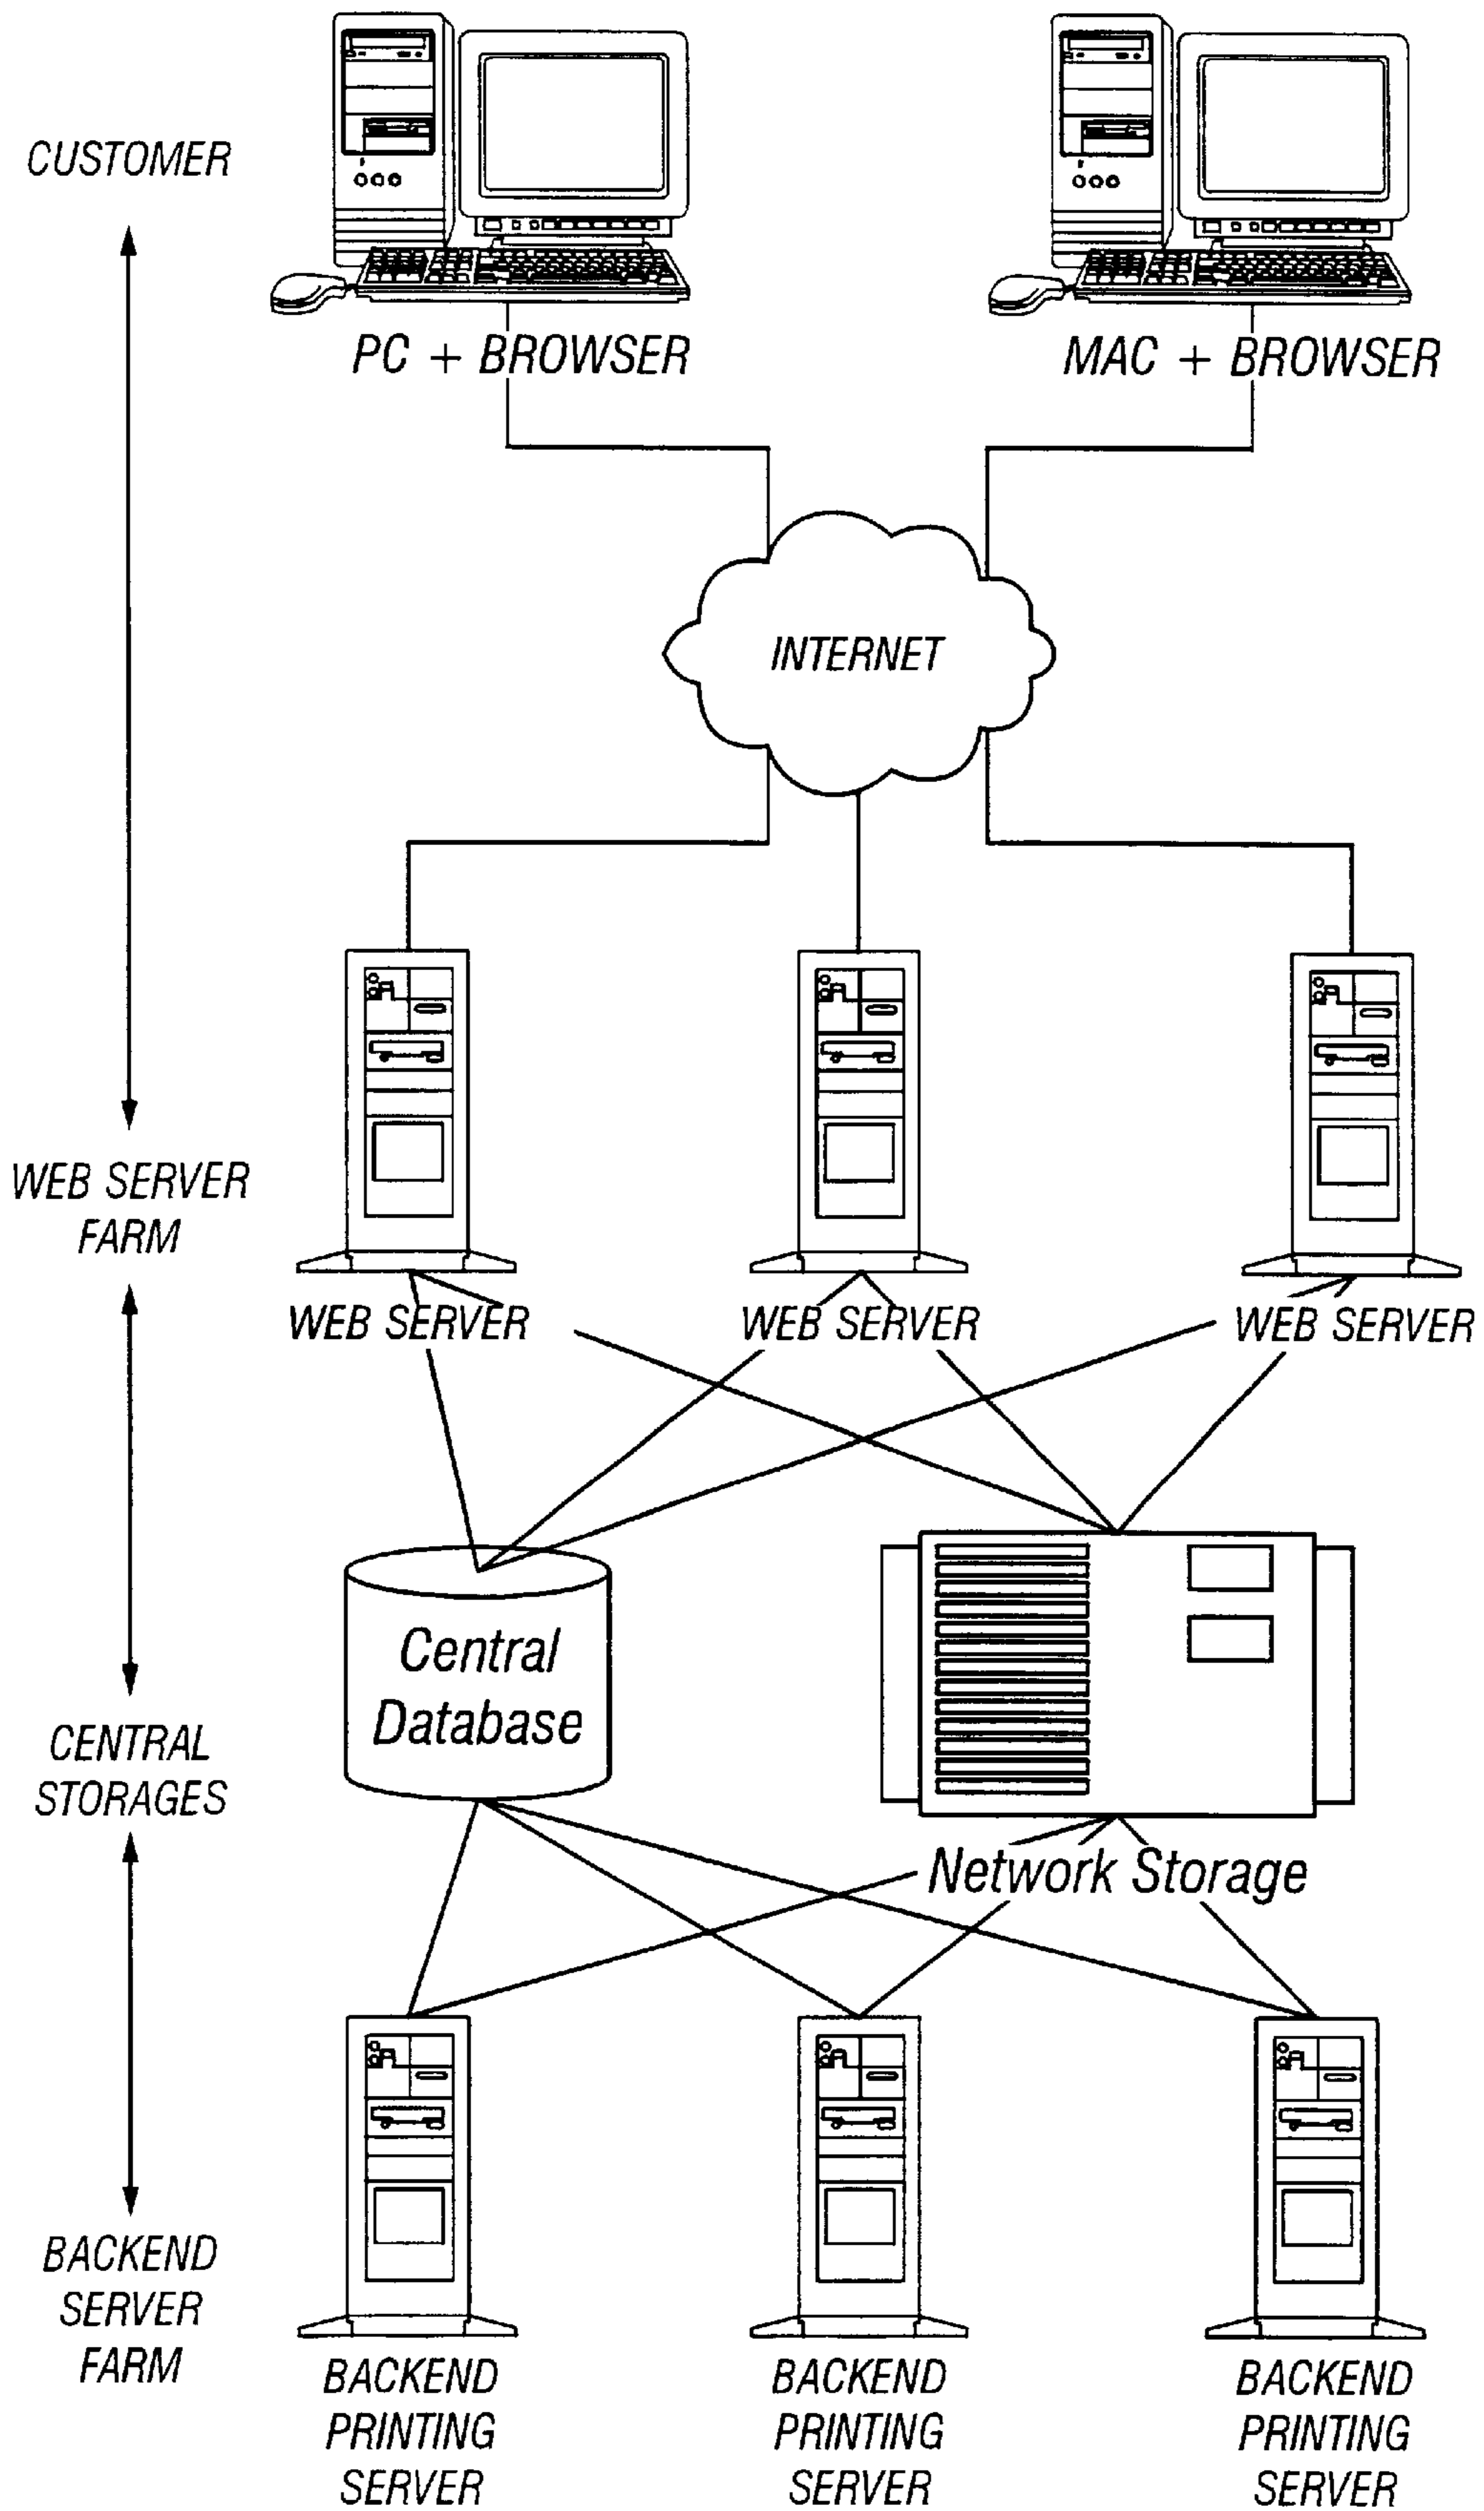 CUSTOMER
PC + BROWSER
MAC + BROWSER
INTERNET
WEB SERVER
FARM
WEB SERVER
WEB SERVER
WEB SERVER
Central
Database
CENTRAL
STORAGES
Network Storage
BACKEND
SERVER
FARM
BACKEND
PRINTING
SERVER
BACKEND
PRINTING
SERVER
BACKEND
PRINTING
SERVER